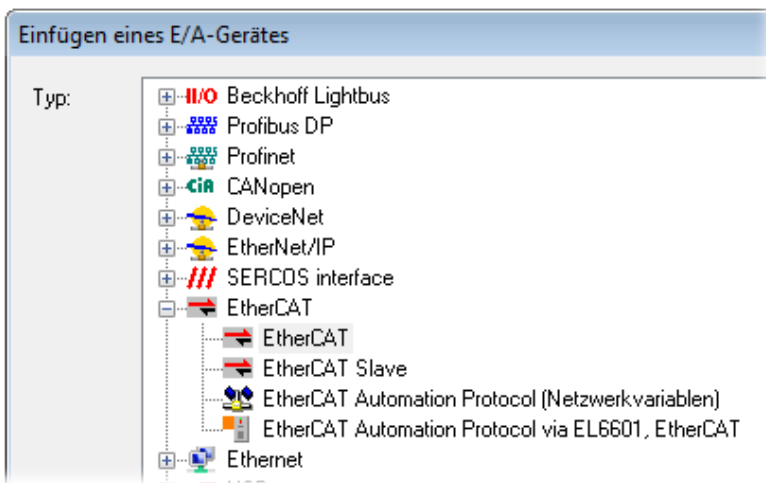 Einfügen eines E/A-Gerätes
Typ:
II/O Beckhoff Lightbus
Profibus DP
Profinet
CiA CANopen
DeviceNet
EtherNet/IP
SERCOS interface
EtherCAT
EtherCAT
EtherCAT Slave
EtherCAT Automation Protocol (Netzwerkvariablen)
EtherCAT Automation Protocol via EL6601, EtherCAT
Ethernet